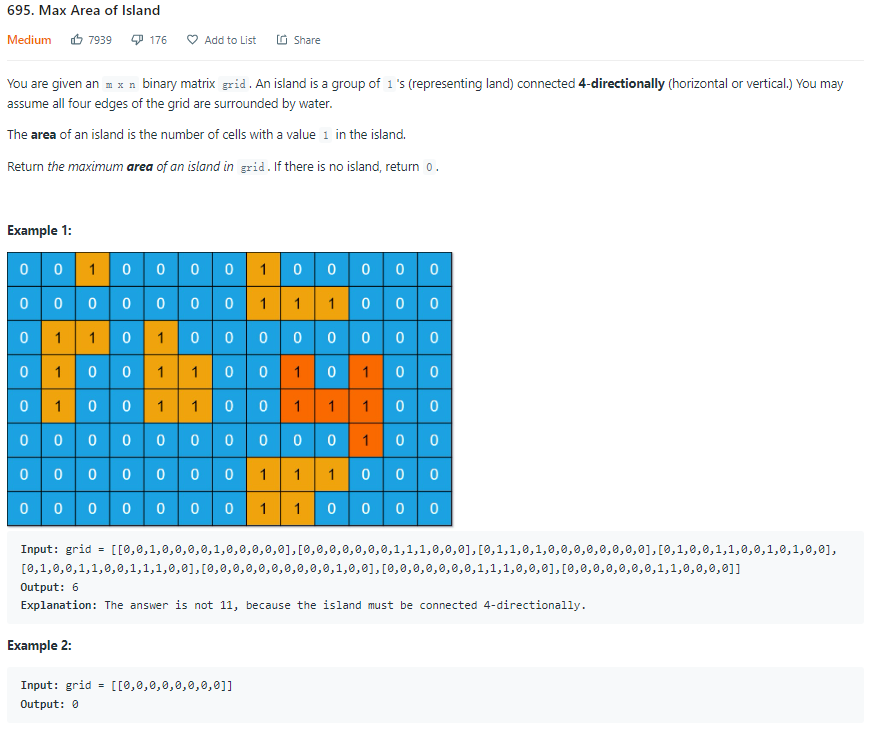 695. Max Area of Island
Medium 7939 176 Add to List Share
You are given an m x n binary matrix grid. An island is a group of 1's (representing land) connected 4-directionally (horizontal or vertical.) You may
assume all four edges of the grid are surrounded by water.
The area of an island is the number of cells with a value 1 in the island.
Return the maximum area of an island in grid. If there is no island, return 0.
Example 1:
0 0 1 0 0 0 0 1 0 0 0 0 0
0 0 0 0 0 0 0 1 1 1 0 0 0
0 1 1 0 1 0 0 0 0 0 0 0 0
0 1 0 0 1 1 0 0 1 0 1 0 0
0 1 0 0 1 1 0 0 1 1 1 0 0
0 0 0 0 0 0 0 0 0 0 1 0 0
0 0 0 0 0 0 0 1 1 1 0 0 0
0 0 0 0 0 0 0 1 1 0 0 0 0
Input: grid = [[0,0,1,0,0,0,0,1,0,0,0,0,0],[0,0,0,0,0,0,0,1,1,1,0,0,0],[0,1,1,0,1,0,0,0,0,0,0,0,0],[0,1,0,0,1,1,0,0,1,0,1,0,0],
[0,1,0,0,1,1,0,0,1,1,1,0,0],[0,0,0,0,0,0,0,0,0,0,1,0,0],[0,0,0,0,0,0,0,1,1,1,0,0,0],[0,0,0,0,0,0,0,1,1,0,0,0,0]]
Output: 6
Explanation: The answer is not 11, because the island must be connected 4-directionally.
Example 2:
Input: grid = [[0,0,0,0,0,0,0,0]]
Output: 0